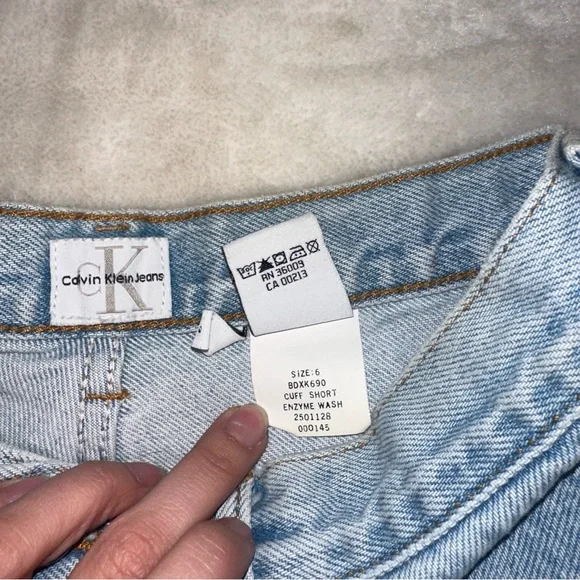 cK
Calvin Klein Jeans
RN 36009
CA 00213
SIZE:6
BDXK690
CUFF SHORT
ENZYME WASH
2501128
000145